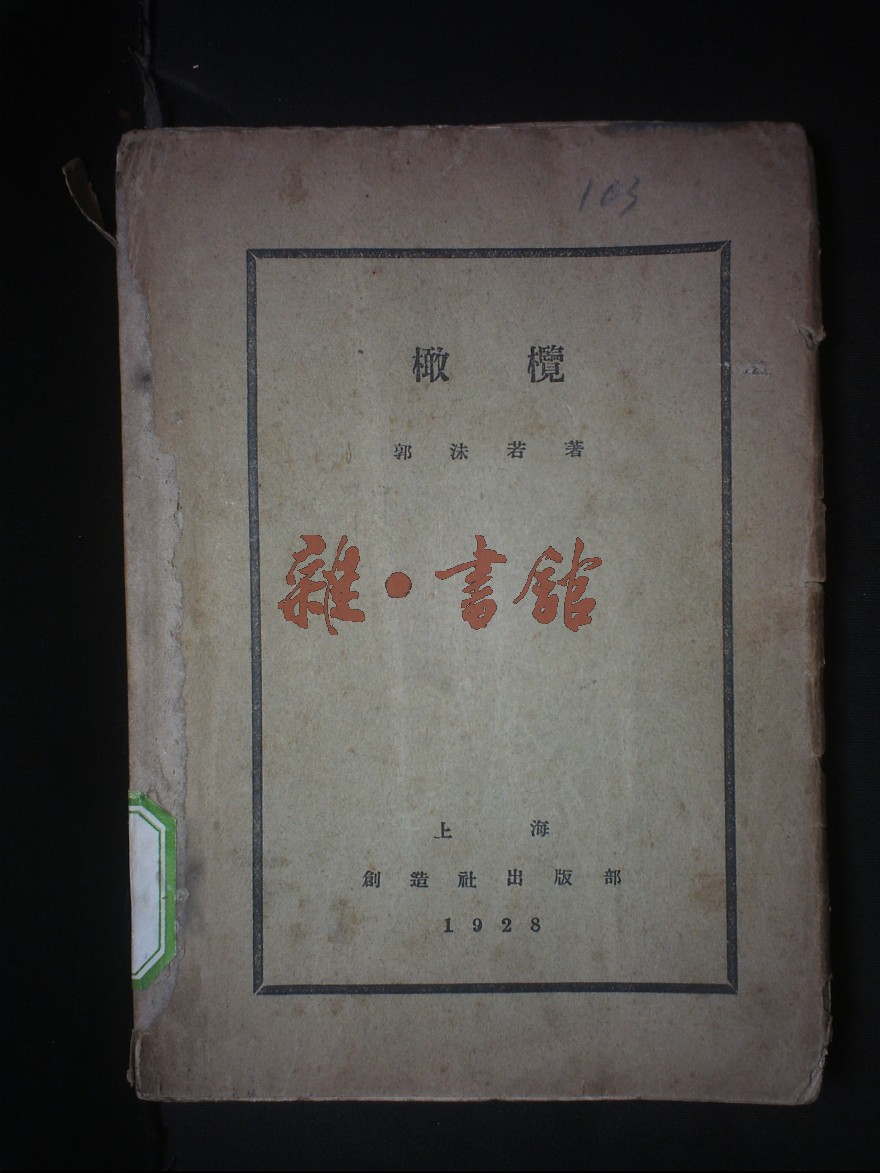 103
橄欖
郭沫若著
雜·書館
上海
創造社出版部
1928